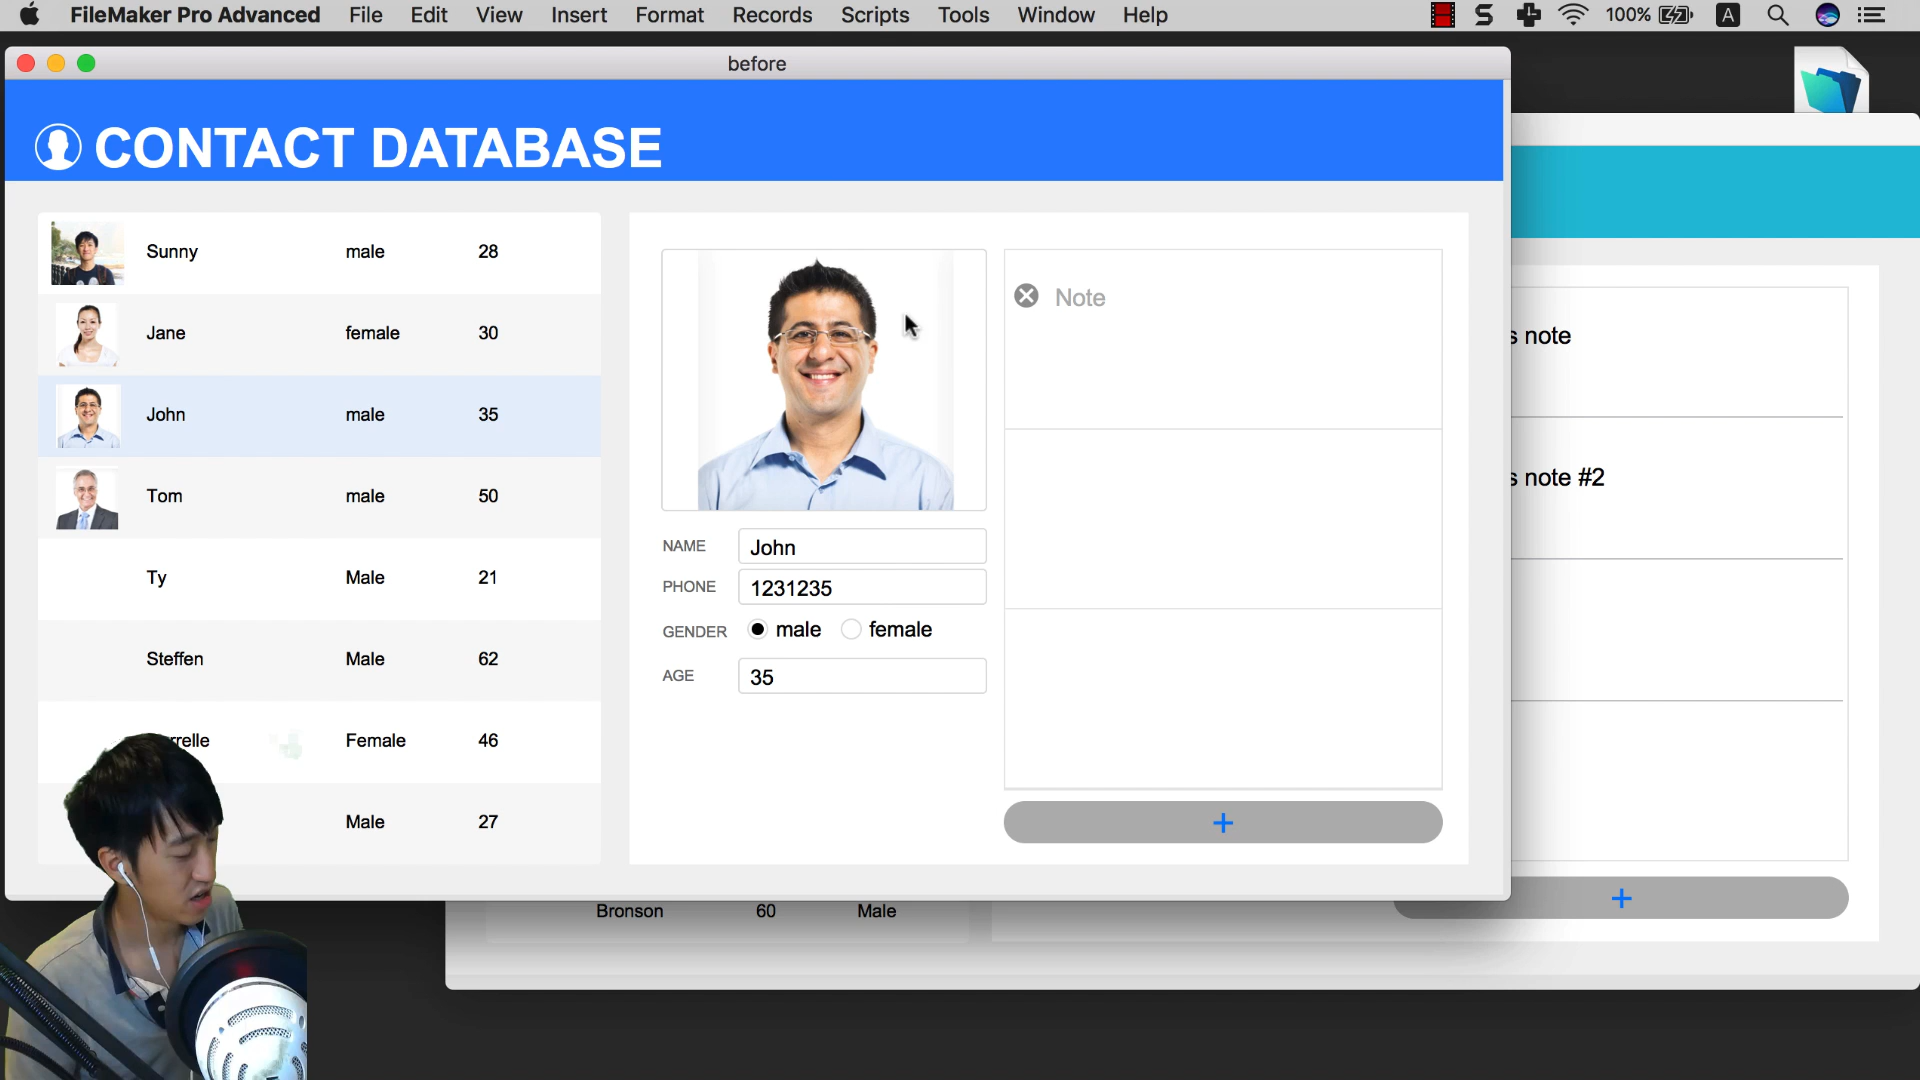 FileMaker Pro Advanced File Edit View Insert Format Records Scripts Tools Window Help S 100% A
before
CONTACT DATABASE
Sunny male 28
Jane female 30
John male 35
Tom male 50
Ty Male 21
Steffen Male 62
rrelle Female 46
Male 27
NAME John
PHONE 1231235
GENDER male female
AGE 35
Note
+
s note
s note #2
+
Bronson 60 Male